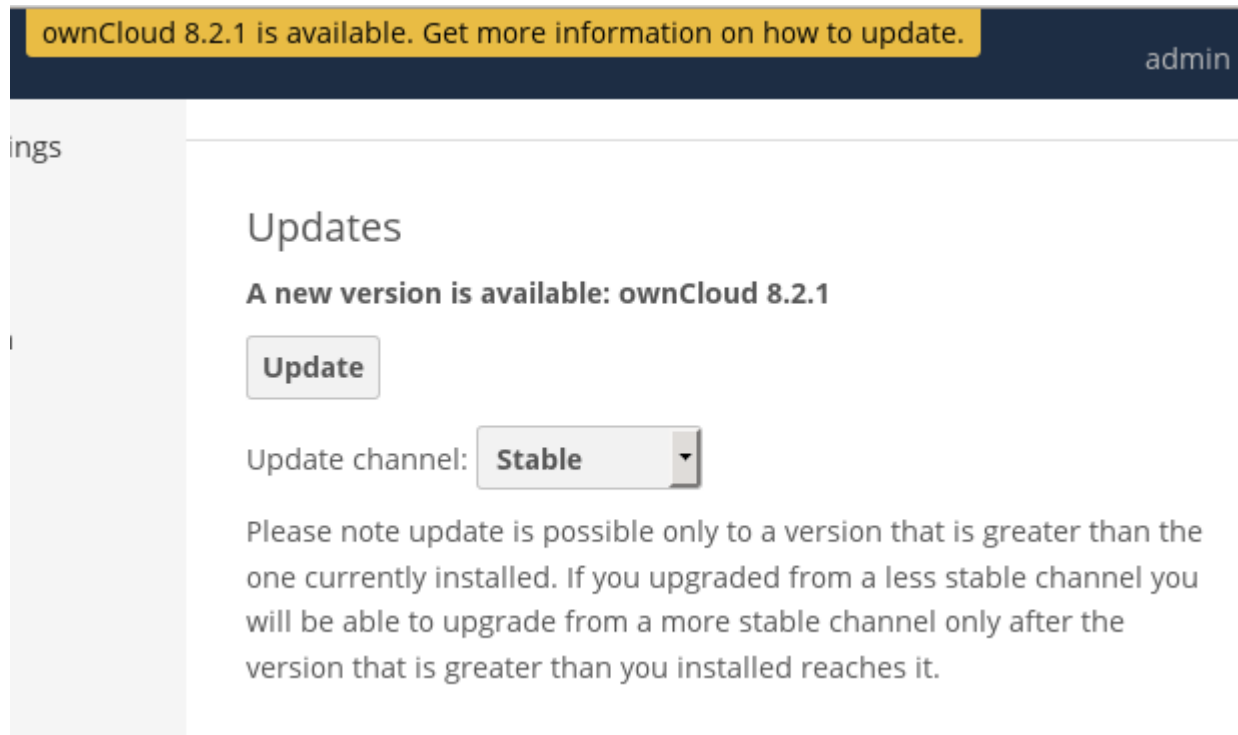 ownCloud 8.2.1 is available. Get more information on how to update.
admin
ings
Updates
A new version is available: ownCloud 8.2.1
Update
Update channel: Stable
Please note update is possible only to a version that is greater than the
one currently installed. If you upgraded from a less stable channel you
will be able to upgrade from a more stable channel only after the
version that is greater than you installed reaches it.